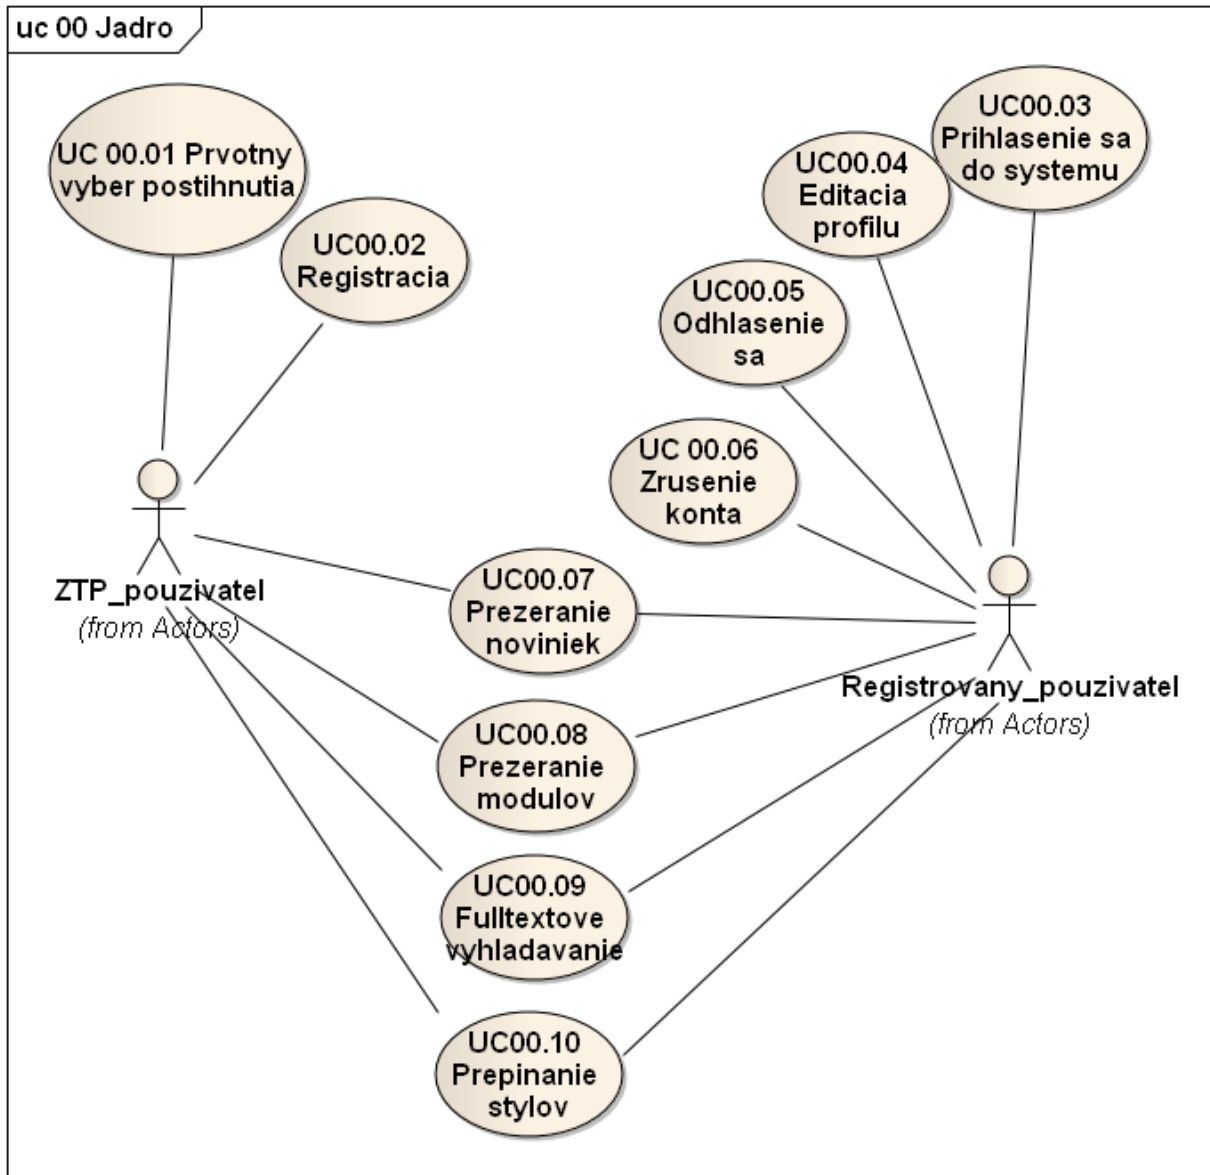 uc 00 Jadro
UC 00.01 Prvotny
vyber postihnutia
UC00.02
Registracia
UC00.03
Prihlasenie sa
do systemu
UC00.04
Editacia
profilu
UC00.05
Odhlasenie
sa
UC 00.06
Zrusenie
konta
ZTP_pouzivatel
(from Actors)
UC00.07
Prezeranie
noviniek
Registrovany_pouzivatel
(from Actors)
UC00.08
Prezeranie
modulov
UC00.09
Fulltextove
vyhladavanie
UC00.10
Prepinanie
stylov